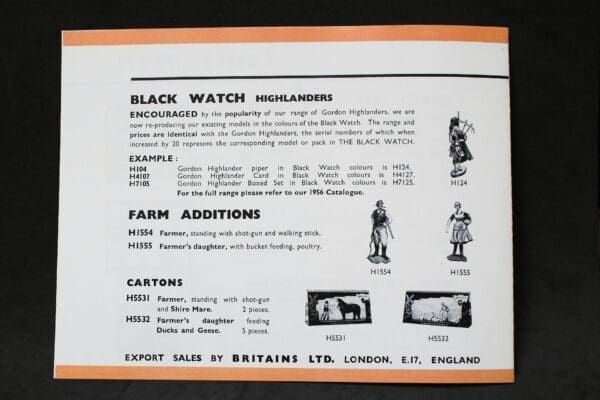 BLACK WATCH HIGHLANDERS
ENCOURAGED by the popularity of our range of Gordon Highlanders, we are
now re-producing our existing models in the colours of the Black Watch. The range and
prices are identical with the Gordon Highlanders, the serial numbers of which when
increased by 20 represent the corresponding model or pack in THE BLACK WATCH.
EXAMPLE :
H104 Gordon Highlander piper in Black Watch colours is H124.
H4107 Gordon Highlander Card in Black Watch colours is H4127.
H7105 Gordon Highlander Boxed Set in Black Watch colours is H7125.
For the full range please refer to our 1956 Catalogue.
H124
FARM ADDITIONS
H1554 Farmer, standing with shot-gun and walking stick.
H1555 Farmer's daughter, with bucket feeding, poultry.
H1554
H1555
CARTONS
H5531 Farmer, standing with shot-gun
and Shire Mare. 2 pieces.
H5532 Farmer's daughter feeding
Ducks and Geese. 5 pieces.
H5531
H5532
EXPORT SALES BY BRITAINS LTD. LONDON, E.17, ENGLAND